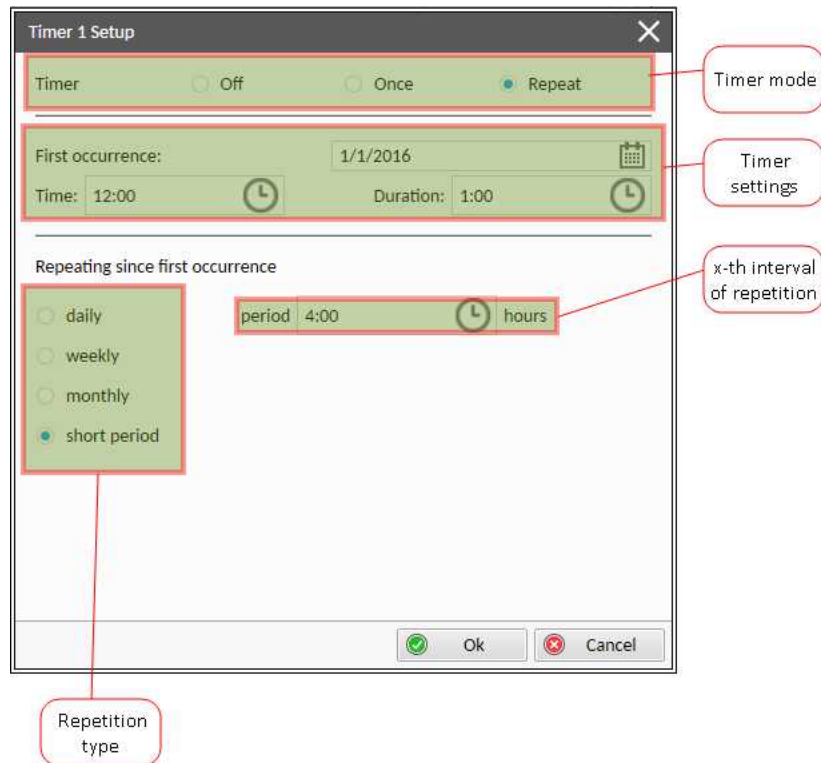 Timer 1 Setup
Timer Off Once Repeat
Timer mode
First occurrence: 1/1/2016
Time: 12:00 Duration: 1:00
Timer
settings
Repeating since first occurrence
x-th interval
of repetition
daily period 4:00 hours
weekly
monthly
short period
Ok Cancel
Repetition
type